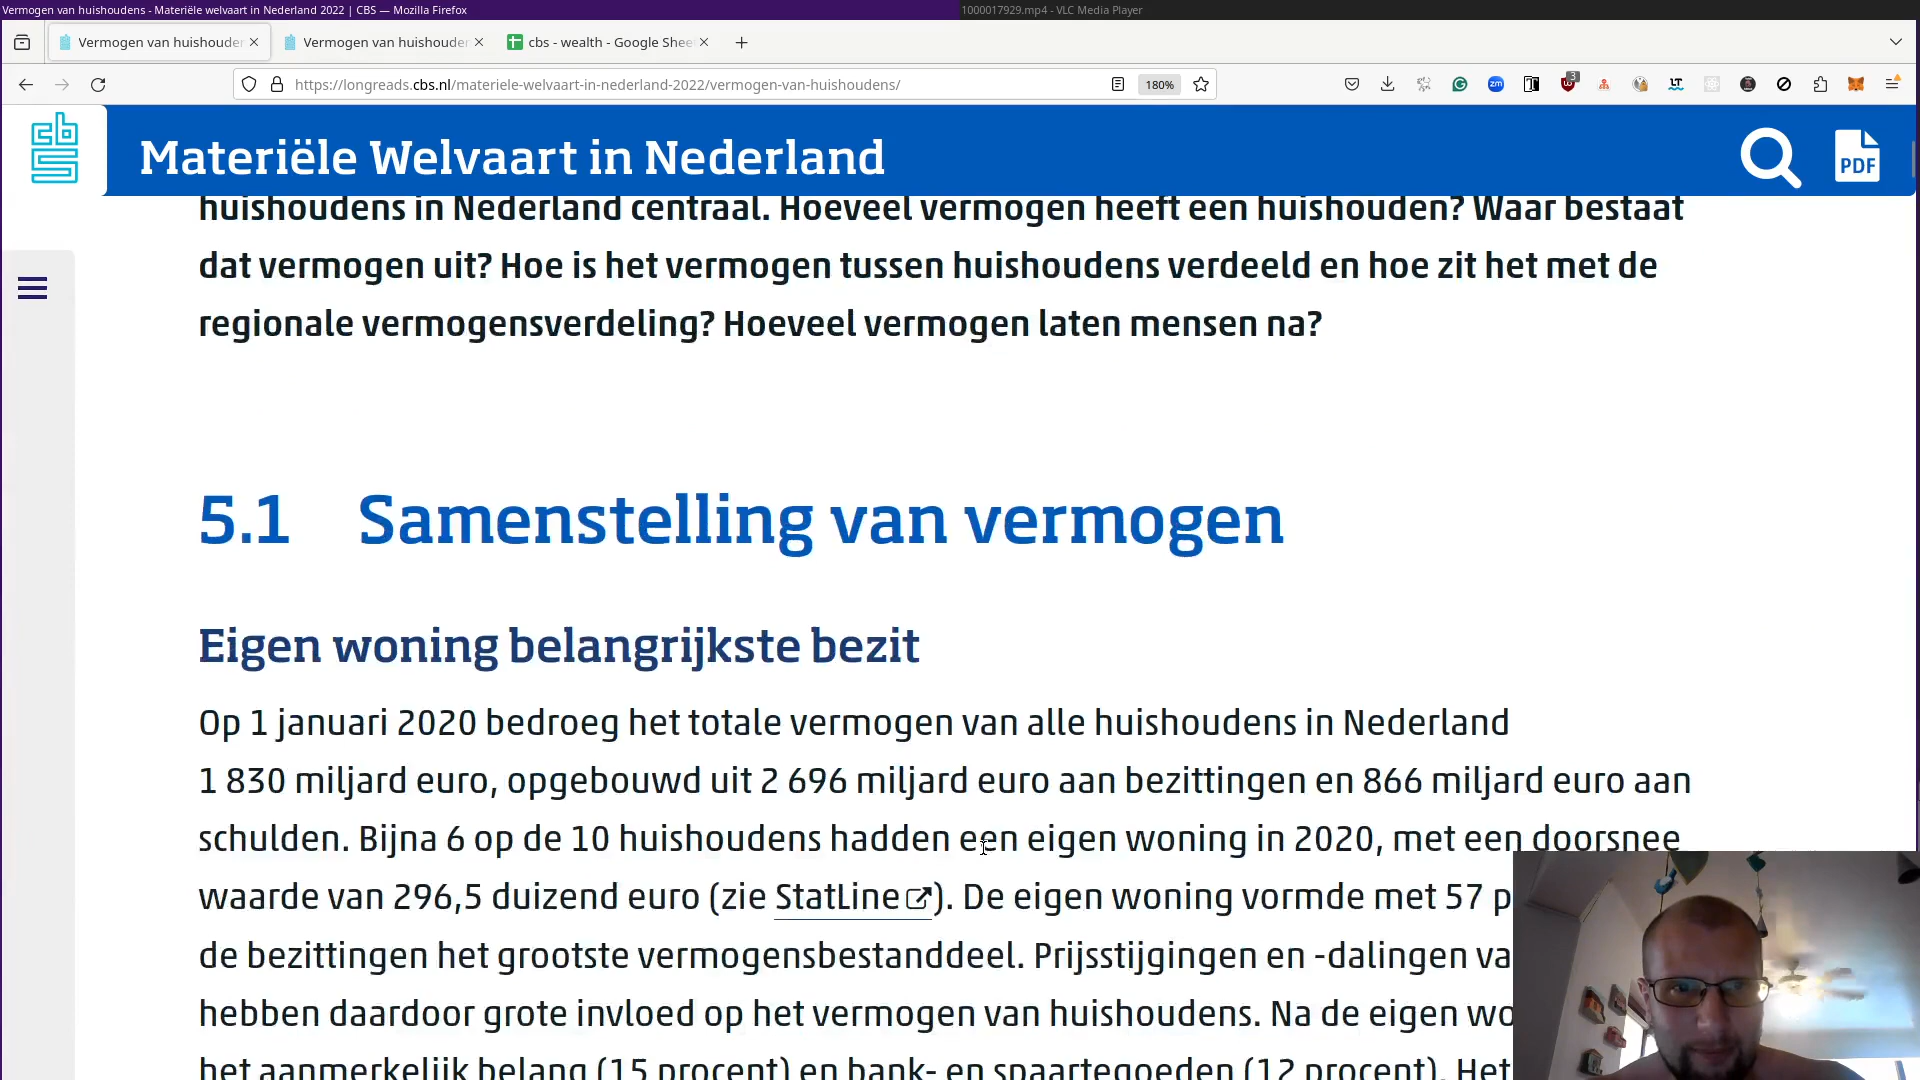 Vermogen van huishoudens - Materiële welvaart in Nederland 2022 | CBS — Mozilla Firefox
1000017929.mp4 - VLC Media Player
Vermogen van huishouder
Vermogen van huishouder
cbs - wealth - Google Shee
https://longreads.cbs.nl/materiele-welvaart-in-nederland-2022/vermogen-van-huishoudens/
180%
3
Materiële Welvaart in Nederland
PDF
huishoudens in Nederland centraal. Hoeveel vermogen heeft een huishouden? Waar bestaat
dat vermogen uit? Hoe is het vermogen tussen huishoudens verdeeld en hoe zit het met de
regionale vermogensverdeling? Hoeveel vermogen laten mensen na?
5.1 Samenstelling van vermogen
Eigen woning belangrijkste bezit
Op 1 januari 2020 bedroeg het totale vermogen van alle huishoudens in Nederland
1 830 miljard euro, opgebouwd uit 2 696 miljard euro aan bezittingen en 866 miljard euro aan
schulden. Bijna 6 op de 10 huishoudens hadden een eigen woning in 2020, met een doorsnee
waarde van 296,5 duizend euro (zie StatLine). De eigen woning vormde met 57 p
de bezittingen het grootste vermogensbestanddeel. Prijsstijgingen en -dalingen va
hebben daardoor grote invloed op het vermogen van huishoudens. Na de eigen wo
het aanmerkelijk belang (15 procent) en bank- en spaartegoeden (12 procent). Het